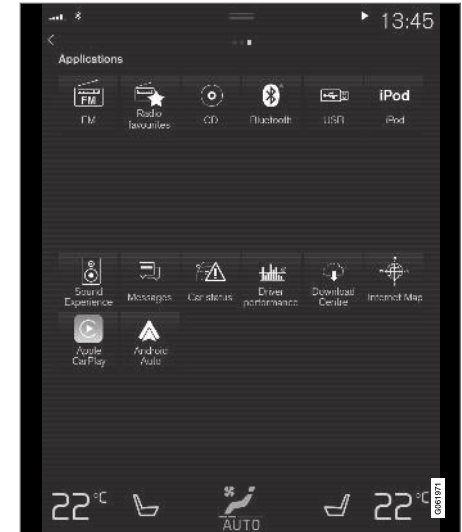 13:45
Applications
FM
iPod
FM
Radio
favourites
CD
Bluetooth
USB
iPod
Sound
Experience
Messages
Car status
Driver
performance
Download
Centre
Internet Map
Apple
CarPlay
Android
Auto
22°C
AUTO
22°C
G061971